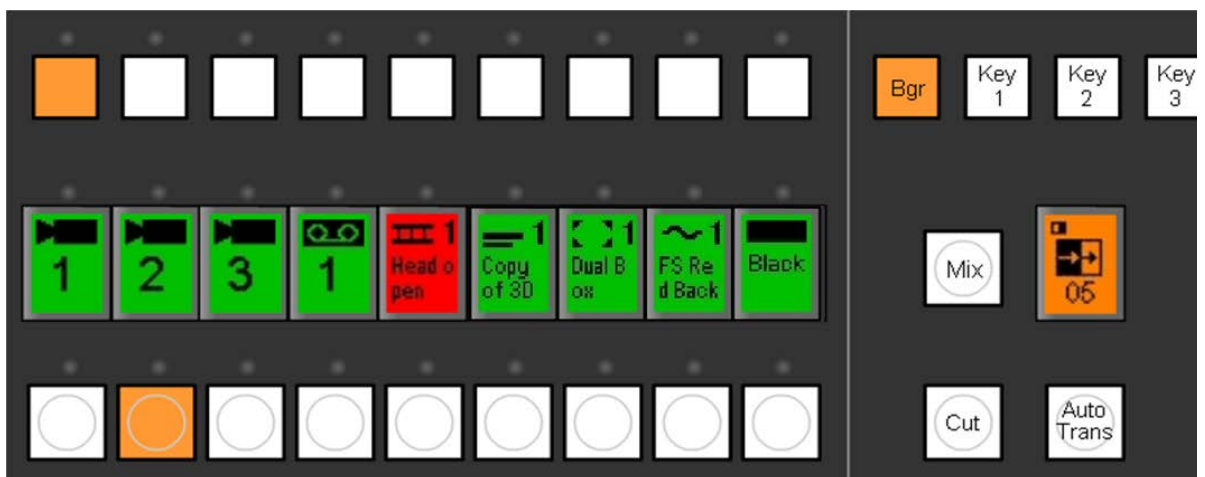 Bgr
Key
1
Key
2
Key
3
1
2
3
1
1
Head o
pen
1
Copy
of 3D
1
Dual B
ox
1
FS Re
d Back
Black
Mix
05
Cut
Auto
Trans